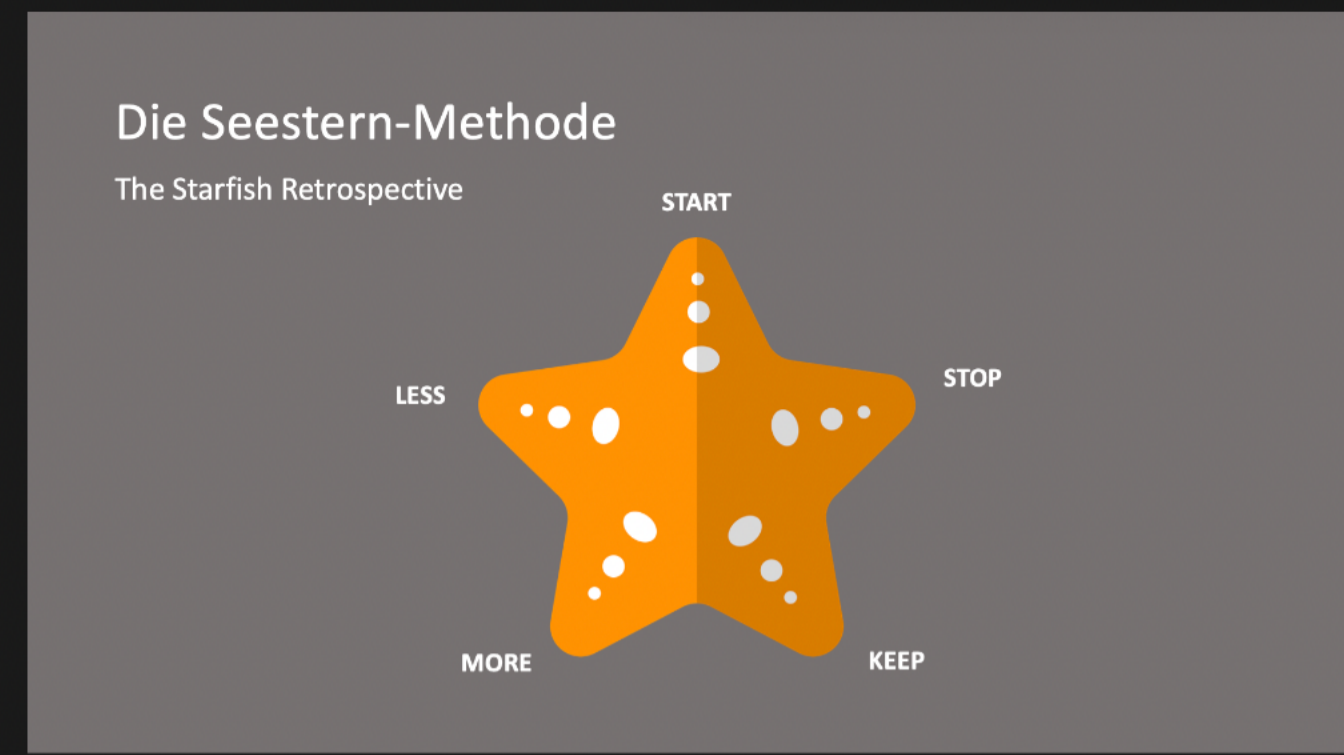 Die Seestern-Methode
The Starfish Retrospective
START
LESS
STOP
MORE
KEEP